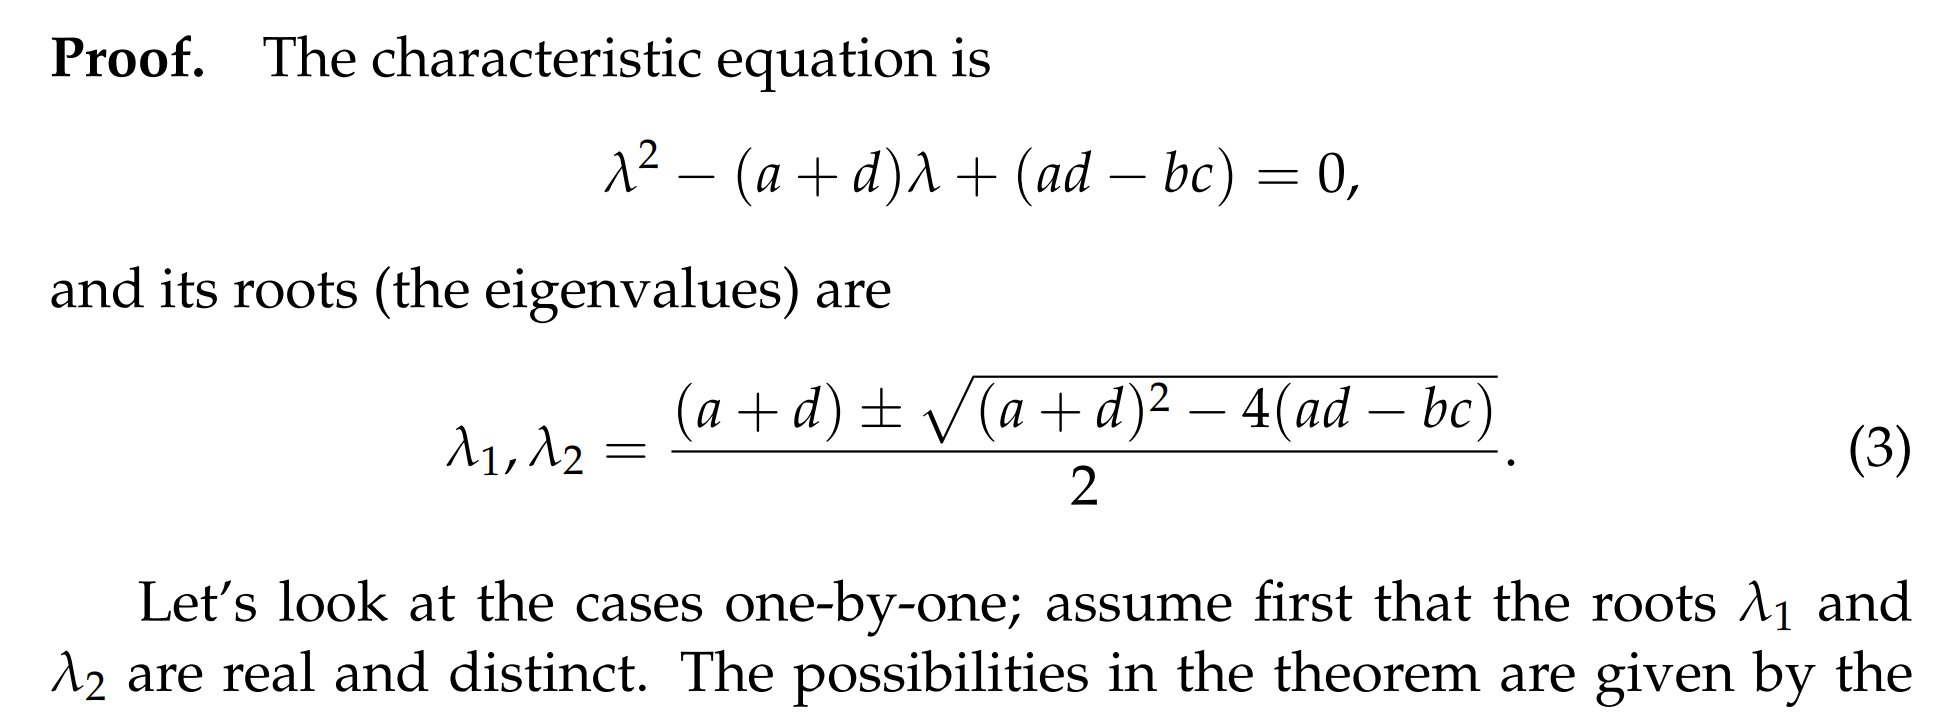 Proof. The characteristic equation is
λ² − (a + d)λ + (ad − bc) = 0,
and its roots (the eigenvalues) are
λ₁, λ₂ = \frac{(a + d) ± \sqrt{(a + d)² − 4(ad − bc)}}{2}. (3)
Let’s look at the cases one-by-one; assume first that the roots λ₁ and
λ₂ are real and distinct. The possibilities in the theorem are given by the